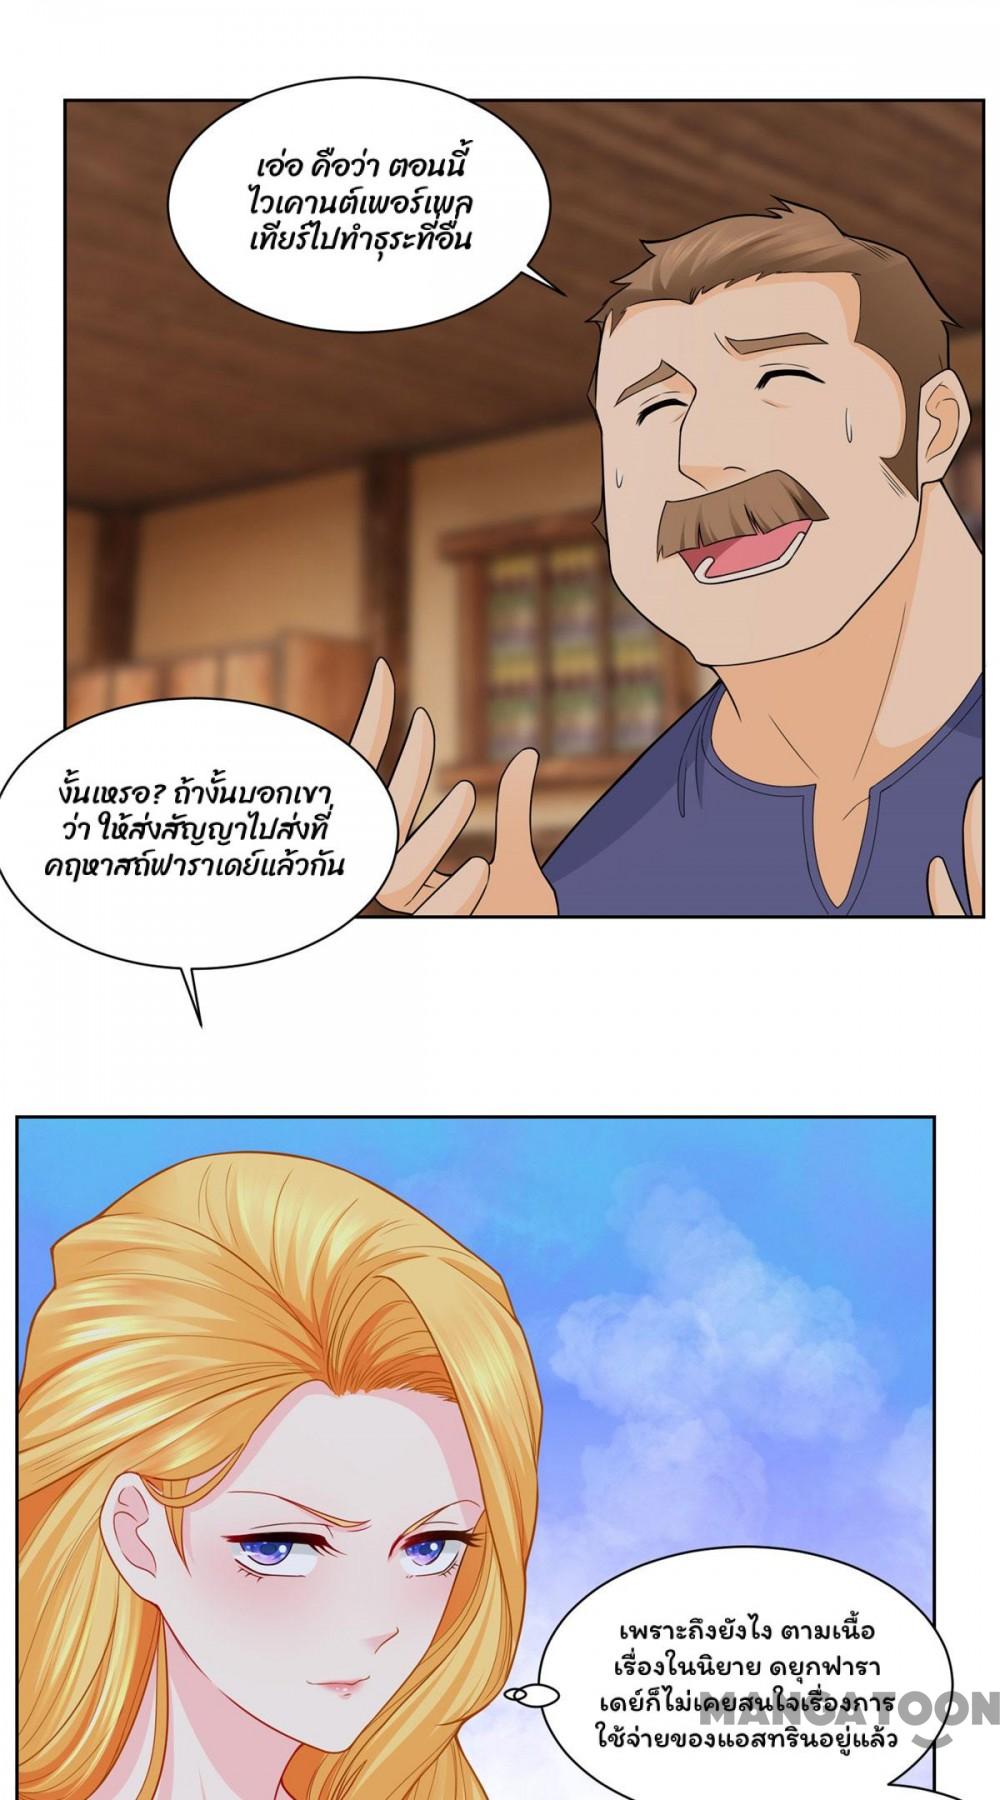 เอ่อ คือว่า ตอนนี้
ไวเคานต์เพอร์เพล
เทียร์ไปทำธุระที่อื่น
งั้นเหรอ? ถ้างั้นบอกเขา
ว่า ให้ส่งสัญญาไปส่งที่
คฤหาสถ์ฟาราเดย์แล้วกัน
เพราะถึงยังไง ตามเนื้อ
เรื่องในนิยาย ดยุกฟารา
เดย์ก็ไม่เคยสนใจเรื่องการ
ใช้จ่ายของแอสทรินอยู่แล้ว
MANGATOON